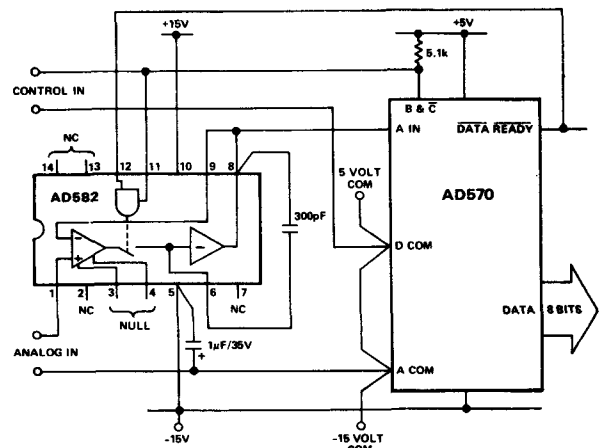 +15V
+5V
5.1k
CONTROL IN
B & C̅
A IN
D̅A̅T̅A̅ R̅E̅A̅D̅Y̅
NC
14 13 12 11 10 9 8
AD582
AD570
5 VOLT
COM
300pF
D COM
1 2 3 4 5 6 7
NC
NULL
NC
DATA
8 BITS
1μF/35V
+
ANALOG IN
A COM
-15V
-15 VOLT
COM